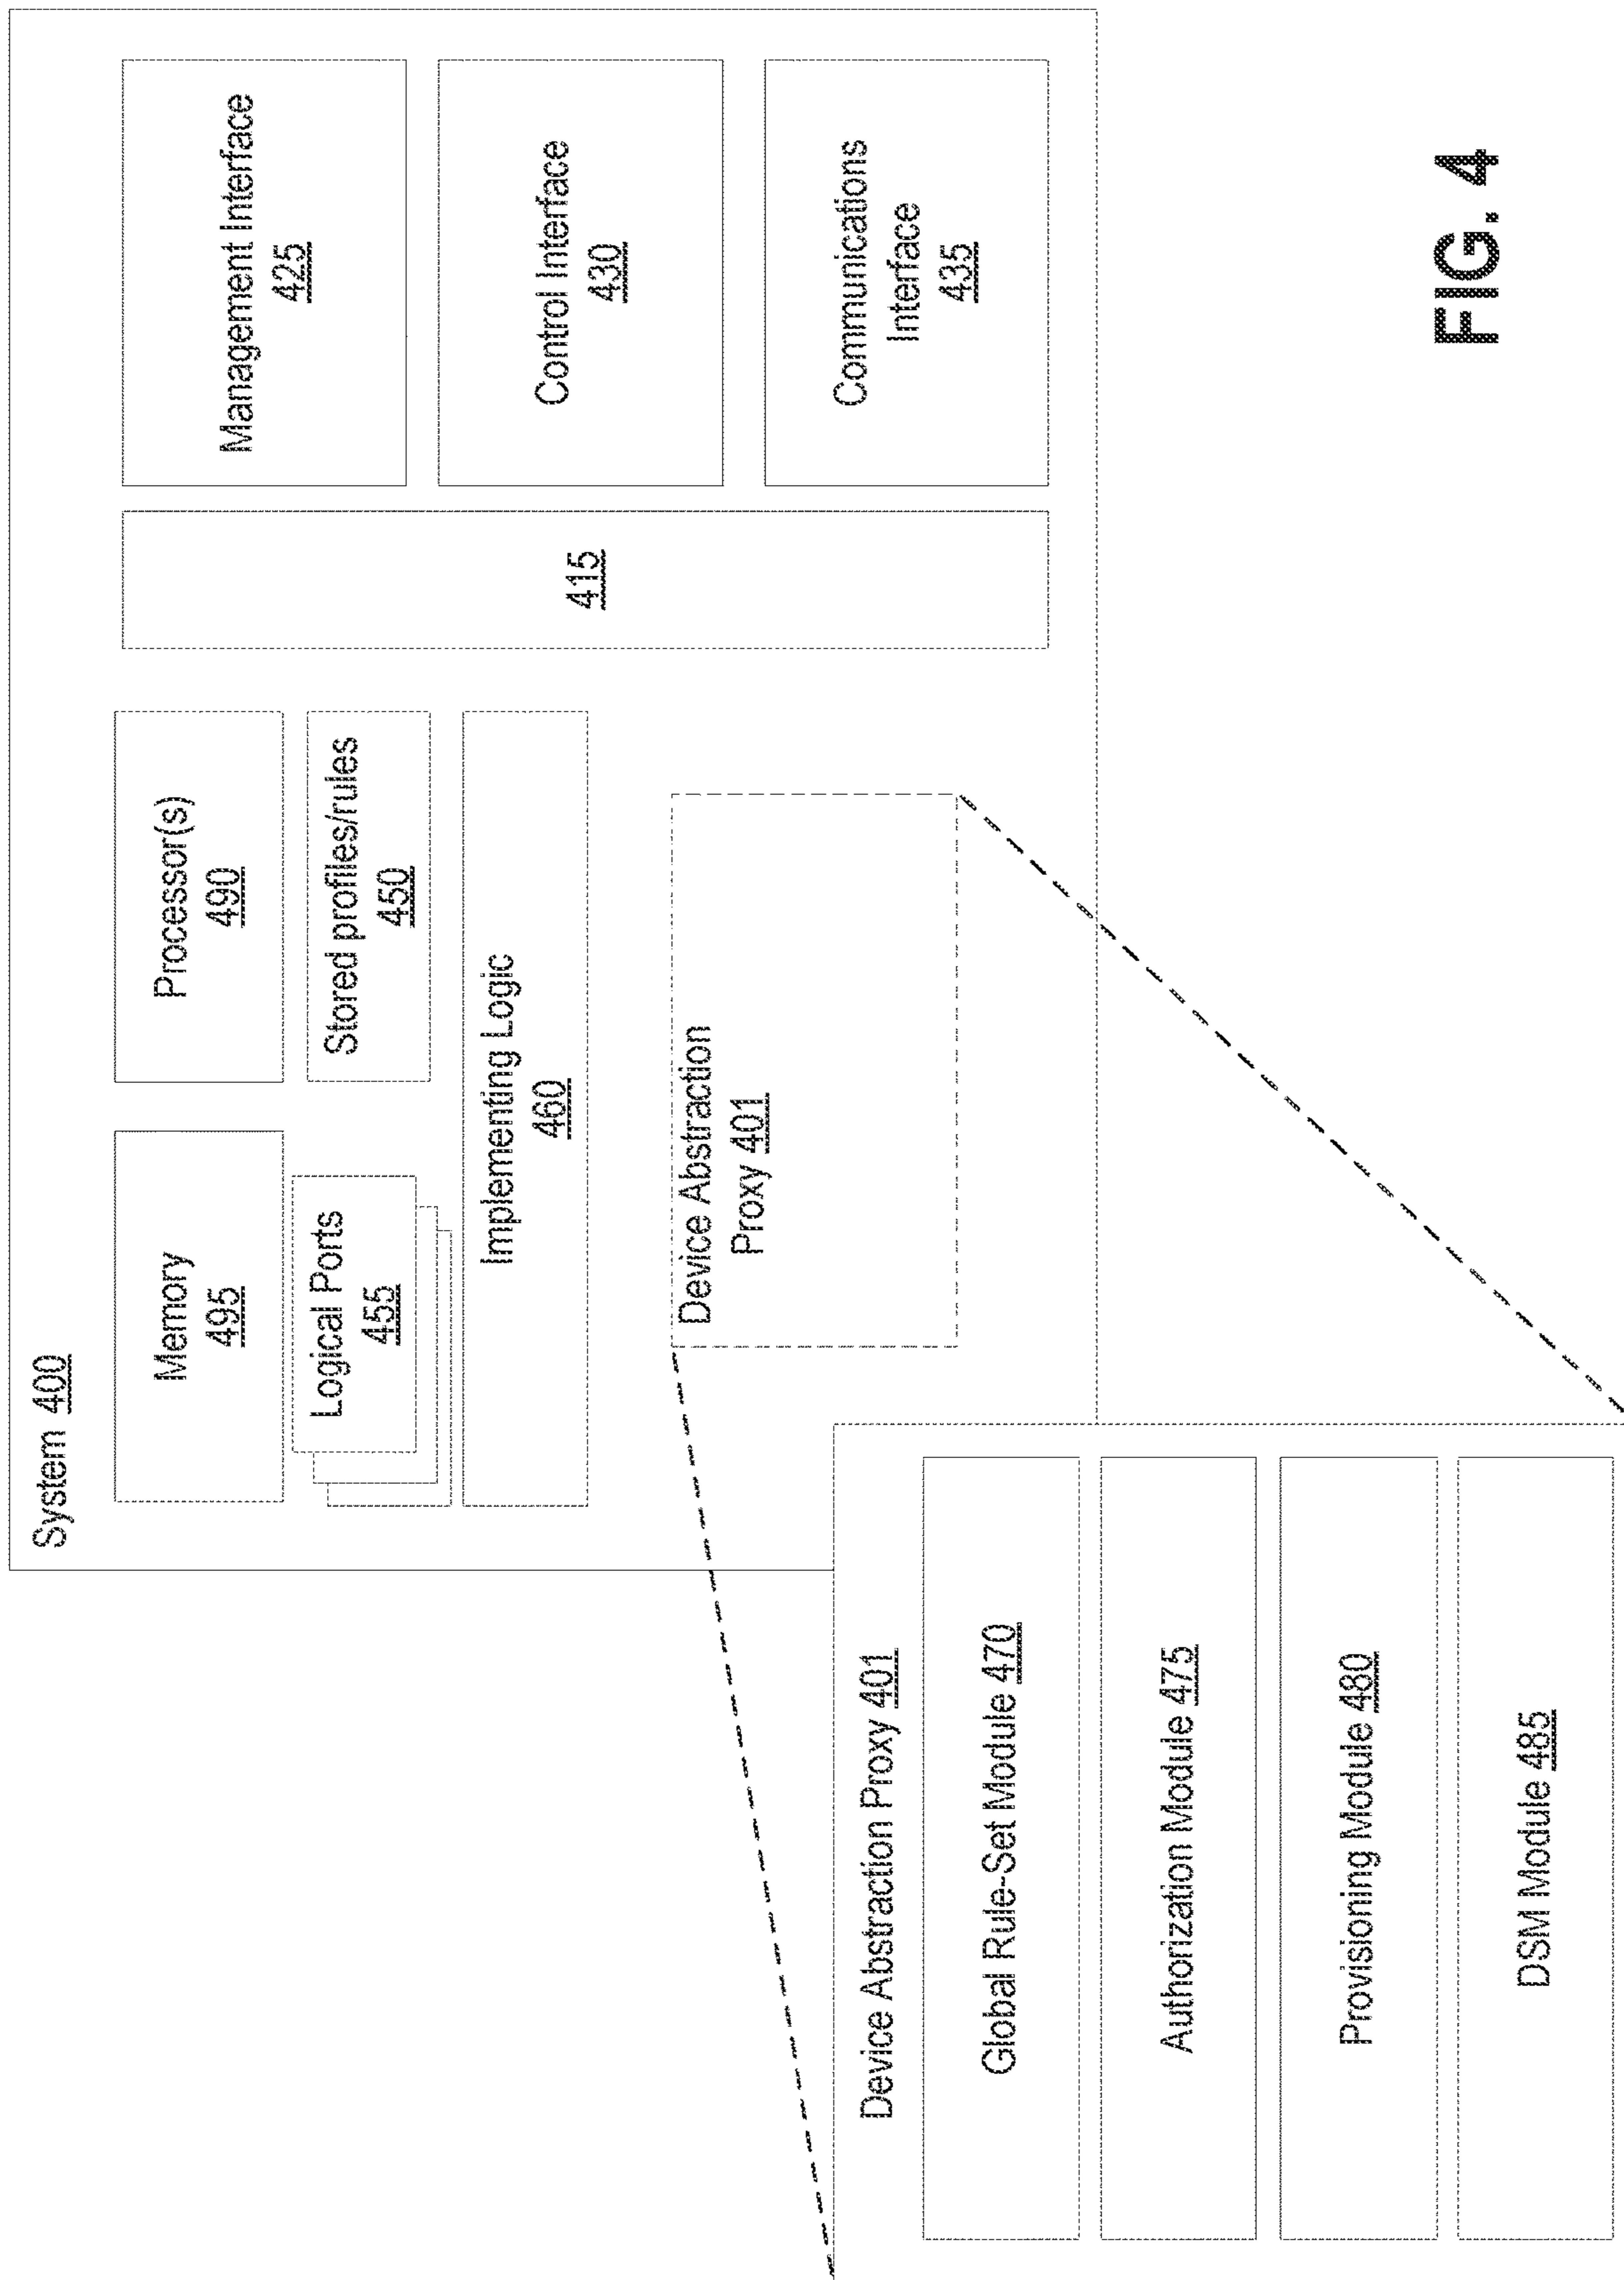 System 400
Memory
495
Processor(s)
490
Logical Ports
455
Stored profiles/rules
450
Implementing Logic
460
Device Abstraction
Proxy 401
415
Management Interface
425
Control Interface
430
Communications
Interface
435
Device Abstraction Proxy 401
Global Rule-Set Module 470
Authorization Module 475
Provisioning Module 480
DSM Module 485
FIG. 4